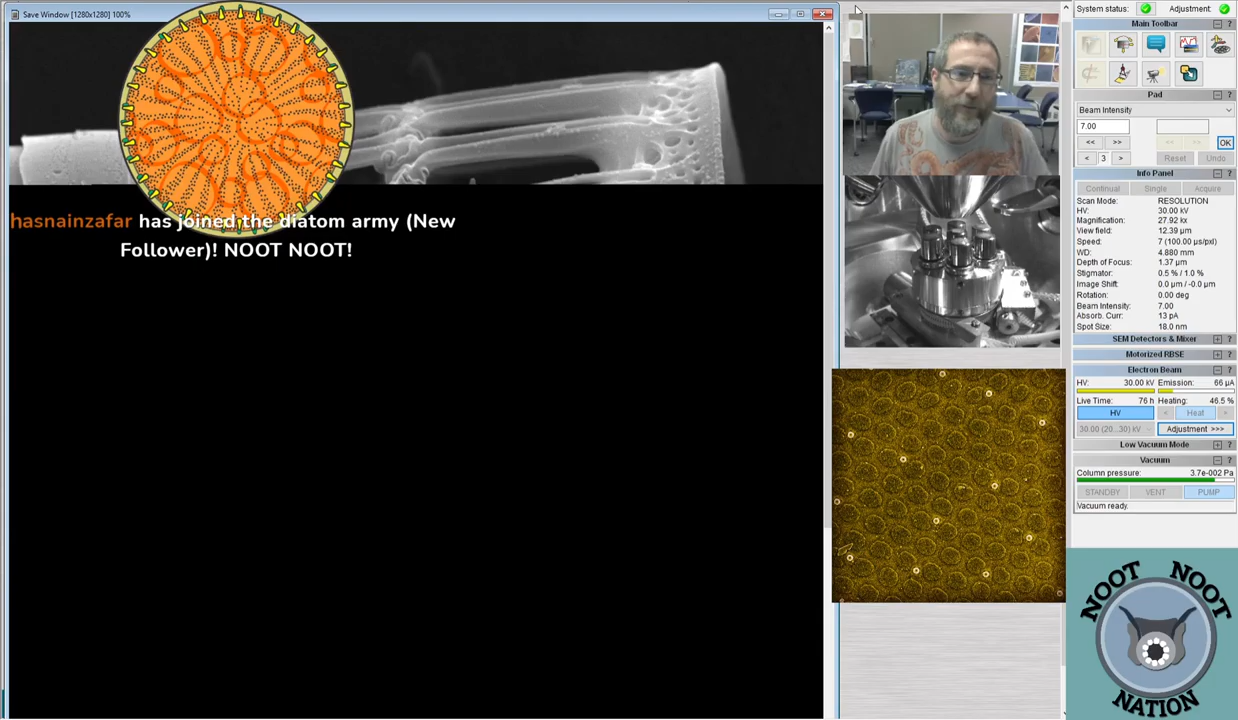 Save Window [1280x1280] 100%
hasnainzafar has joined the diatom army (New
Follower)! NOOT NOOT!
System status:
Adjustment:
Main Toolbar
?
Pad
?
Beam Intensity
7.00
<< >>
<< >>
OK
< 3 >
Reset Undo
Info Panel
?
Continual Single Acquire
Scan Mode: RESOLUTION
HV: 30.00 kV
Magnification: 27.92 kx
View field: 12.39 µm
Speed: 7 (100.00 µs/pxl)
WD: 4.880 mm
Depth of Focus: 1.37 µm
Stigmator: 0.5 % / 1.0 %
Image Shift: 0.0 µm / -0.0 µm
Rotation: 0.00 deg
Beam Intensity: 7.00
Absorb. Curr: 13 pA
Spot Size: 18.0 nm
SEM Detectors & Mixer
?
Motorized RBSE
?
Electron Beam
?
HV: 30.00 kV Emission: 66 µA
Live Time: 76 h Heating: 46.5 %
HV < Heat >
30.00 (20...30) kV Adjustment >>>
Low Vacuum Mode
?
Vacuum
?
Column pressure: 3.7e-002 Pa
STANDBY VENT PUMP
Vacuum ready.
NOOT NOOT
NATION